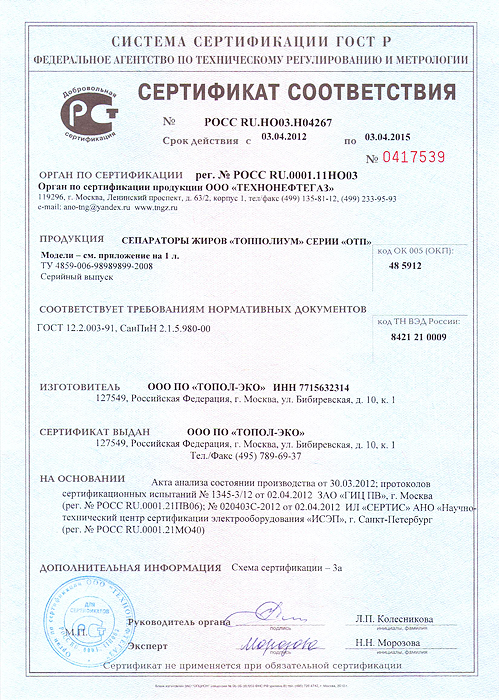 СИСТЕМА СЕРТИФИКАЦИИ ГОСТ Р
ФЕДЕРАЛЬНОЕ АГЕНТСТВО ПО ТЕХНИЧЕСКОМУ РЕГУЛИРОВАНИЮ И МЕТРОЛОГИИ
Добровольная
сертификация
СЕРТИФИКАТ СООТВЕТСТВИЯ
№ РОСС RU.НО03.Н04267
Срок действия с 03.04.2012 по 03.04.2015
№ 0417539
ОРГАН ПО СЕРТИФИКАЦИИ рег. № РОСС RU.0001.11НО03
Орган по сертификации продукции ООО «ТЕХНОНЕФТЕГАЗ»
119296, г. Москва, Ленинский проспект, д. 63/2, корпус 1, тел/факс (499) 135-81-12, (499) 233-95-93
e-mail: ano-tng@yandex.ru www.tngz.ru
ПРОДУКЦИЯ СЕПАРАТОРЫ ЖИРОВ «ТОППОЛИУМ» СЕРИИ «ОТП»
Модели – см. приложение на 1 л.
ТУ 4859-006-98989899-2008
Серийный выпуск
код ОК 005 (ОКП):
48 5912
СООТВЕТСТВУЕТ ТРЕБОВАНИЯМ НОРМАТИВНЫХ ДОКУМЕНТОВ
ГОСТ 12.2.003-91, СанПиН 2.1.5.980-00
код ТН ВЭД России:
8421 21 0009
ИЗГОТОВИТЕЛЬ ООО ПО «ТОПОЛ-ЭКО» ИНН 7715632314
127549, Российская Федерация, г. Москва, ул. Бибиревская, д. 10, к. 1
СЕРТИФИКАТ ВЫДАН ООО ПО «ТОПОЛ-ЭКО»
127549, Российская Федерация, г. Москва, ул. Бибиревская, д. 10, к. 1
Тел./Факс (495) 789-69-37
НА ОСНОВАНИИ Акта анализа состояния производства от 30.03.2012; протоколов
сертификационных испытаний № 1345-3/12 от 02.04.2012 ЗАО «ГИЦ ПВ», г. Москва
(рег. № РОСС RU.0001.21ПВ06); № 020403С-2012 от 02.04.2012 ИЛ «СЕРТИС» АНО «Научно-
технический центр сертификации электрооборудования «ИСЭП», г. Санкт-Петербург
(рег. № РОСС RU.0001.21МО40)
ДОПОЛНИТЕЛЬНАЯ ИНФОРМАЦИЯ Схема сертификации – 3а
ДЛЯ
СЕРТИФИКАТОВ
М.П.
Руководитель органа
подпись
Л.П. Колесникова
инициалы, фамилия
Эксперт
Морозова
подпись
Н.Н. Морозова
инициалы, фамилия
Сертификат не применяется при обязательной сертификации